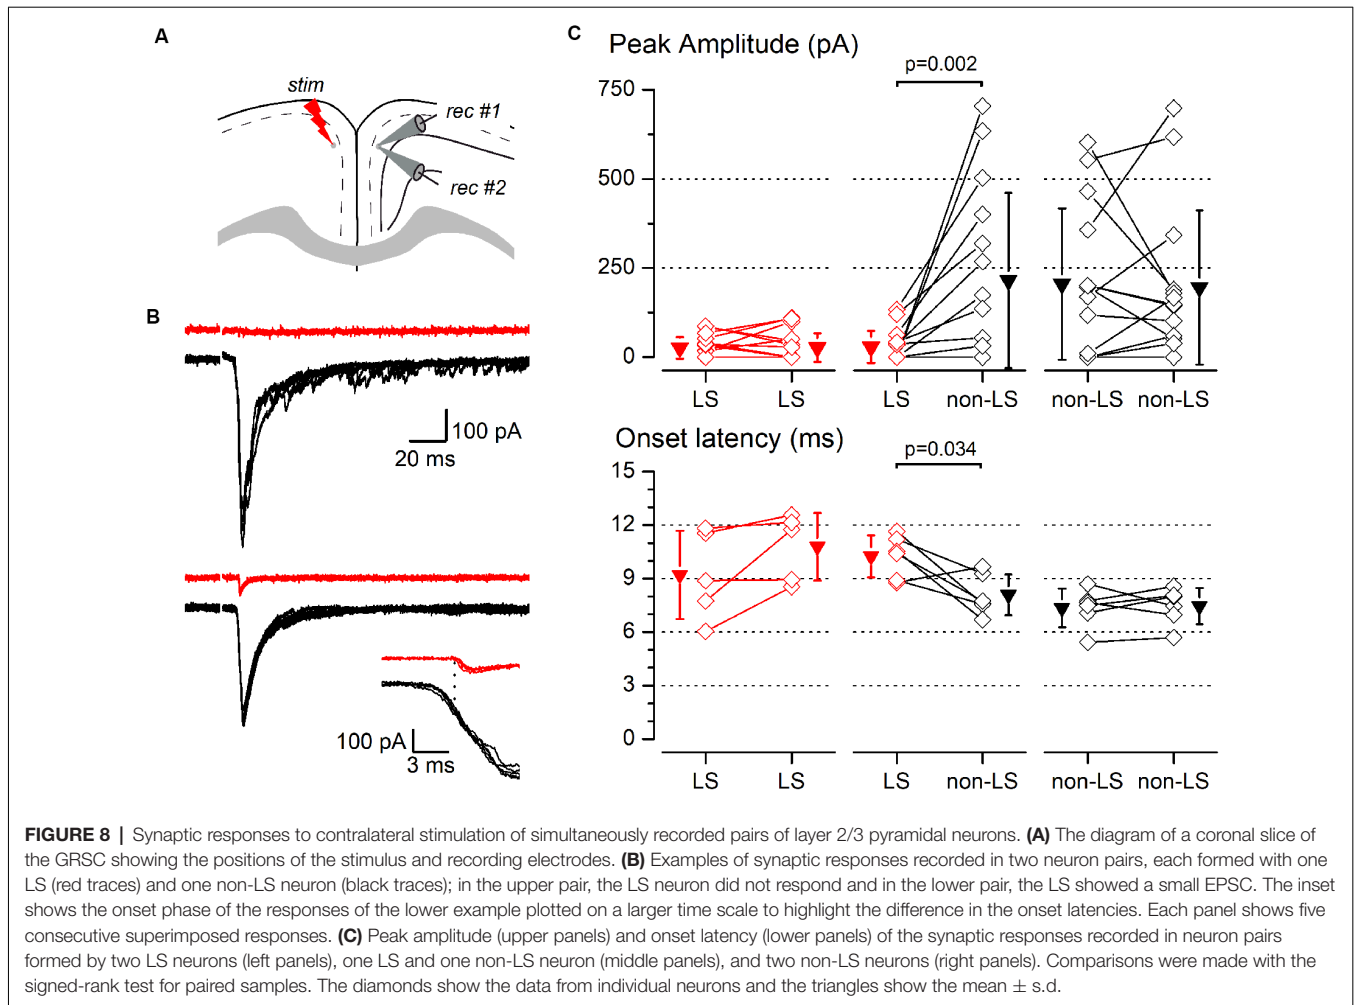 A
stim
rec #1
rec #2
B
100 pA
20 ms
100 pA
3 ms
C
Peak Amplitude (pA)
p=0.002
750
500
250
0
LS LS LS non-LS non-LS non-LS
Onset latency (ms)
p=0.034
15
12
9
6
3
0
LS LS LS non-LS non-LS non-LS
FIGURE 8 | Synaptic responses to contralateral stimulation of simultaneously recorded pairs of layer 2/3 pyramidal neurons. (A) The diagram of a coronal slice of
the GRSC showing the positions of the stimulus and recording electrodes. (B) Examples of synaptic responses recorded in two neuron pairs, each formed with one
LS (red traces) and one non-LS neuron (black traces); in the upper pair, the LS neuron did not respond and in the lower pair, the LS showed a small EPSC. The inset
shows the onset phase of the responses of the lower example plotted on a larger time scale to highlight the difference in the onset latencies. Each panel shows five
consecutive superimposed responses. (C) Peak amplitude (upper panels) and onset latency (lower panels) of the synaptic responses recorded in neuron pairs
formed by two LS neurons (left panels), one LS and one non-LS neuron (middle panels), and two non-LS neurons (right panels). Comparisons were made with the
signed-rank test for paired samples. The diamonds show the data from individual neurons and the triangles show the mean ± s.d.